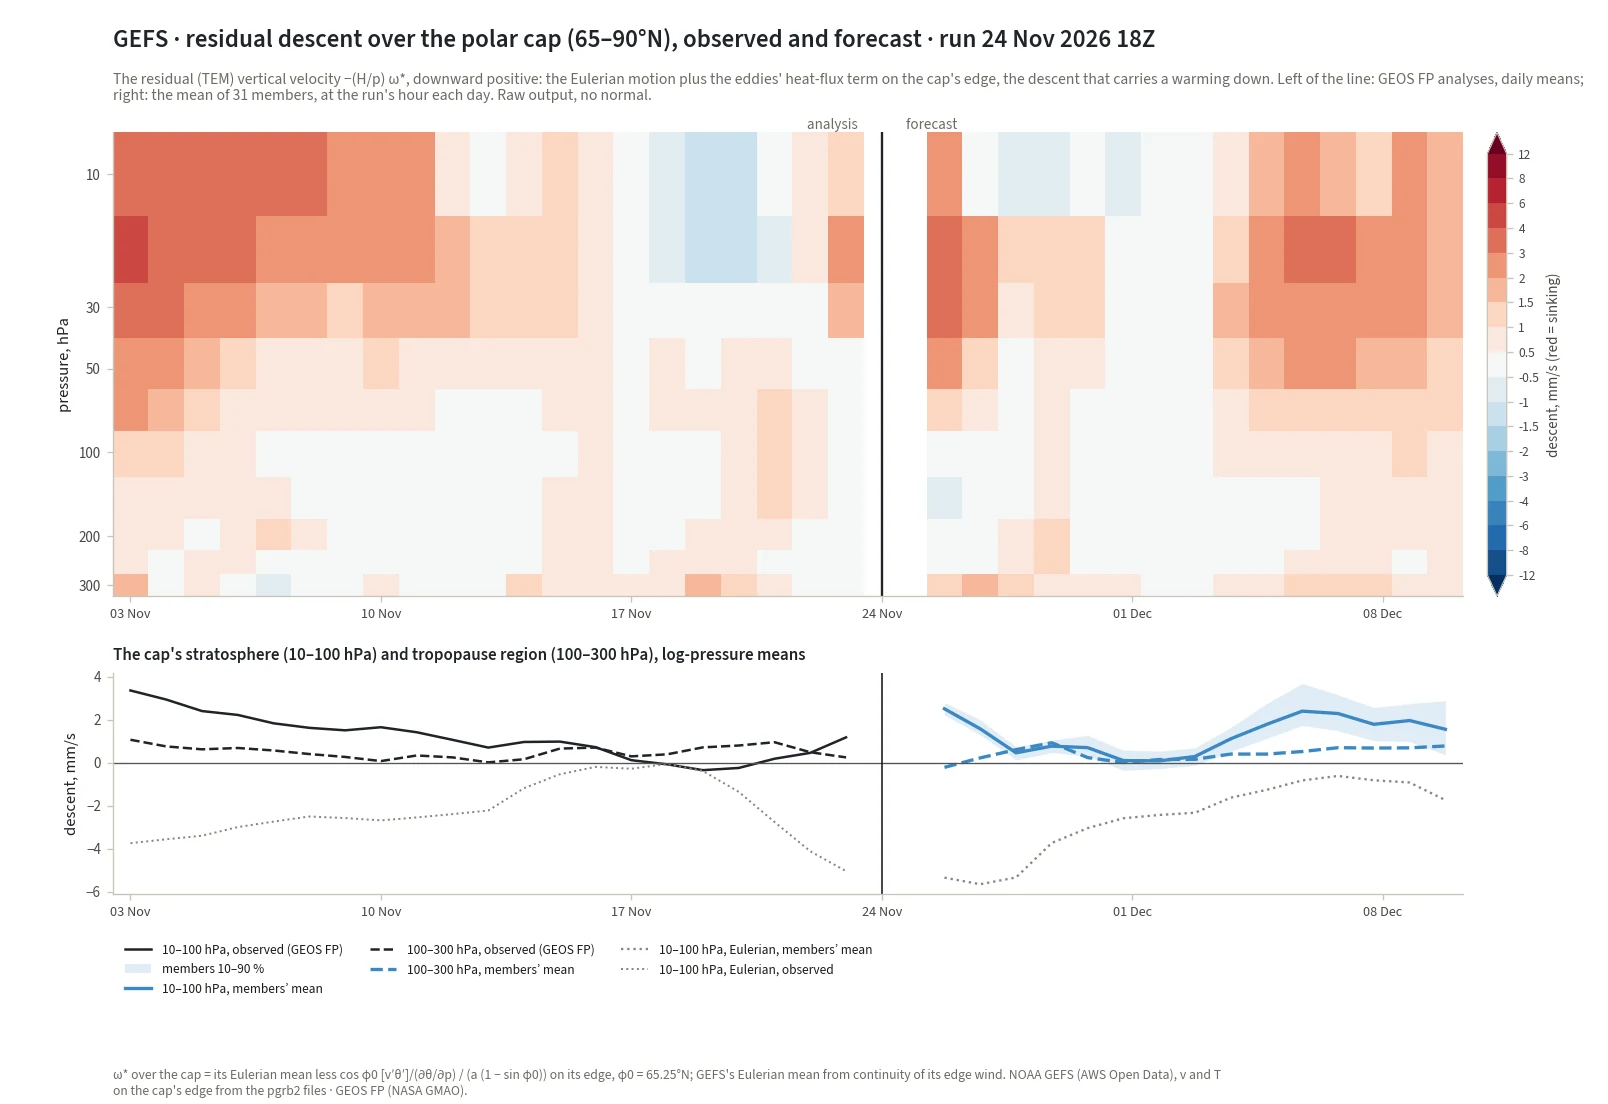 GEFS · residual descent over the polar cap (65–90°N), observed and forecast · run 24 Nov 2026 18Z
The residual (TEM) vertical velocity −(H/p) ω*, downward positive: the Eulerian motion plus the eddies' heat-flux term on the cap's edge, the descent that carries a warming down. Left of the line: GEOS FP analyses, daily means;
right: the mean of 31 members, at the run's hour each day. Raw output, no normal.
analysis
forecast
pressure, hPa
10
30
50
100
200
300
03 Nov
10 Nov
17 Nov
24 Nov
01 Dec
08 Dec
12
8
6
4
3
2
1.5
1
0.5
-0.5
-1
-1.5
-2
-3
-4
-6
-8
-12
descent, mm/s (red = sinking)
The cap's stratosphere (10–100 hPa) and tropopause region (100–300 hPa), log-pressure means
descent, mm/s
4
2
0
−2
−4
−6
03 Nov
10 Nov
17 Nov
24 Nov
01 Dec
08 Dec
10–100 hPa, observed (GEOS FP)
members 10–90 %
10–100 hPa, members’ mean
100–300 hPa, observed (GEOS FP)
100–300 hPa, members’ mean
10–100 hPa, Eulerian, members’ mean
10–100 hPa, Eulerian, observed
ω* over the cap = its Eulerian mean less cos φ0 [v'θ']/(∂θ/∂p) / (a (1 − sin φ0)) on its edge, φ0 = 65.25°N; GEFS's Eulerian mean from continuity of its edge wind. NOAA GEFS (AWS Open Data), v and T
on the cap's edge from the pgrb2 files · GEOS FP (NASA GMAO).